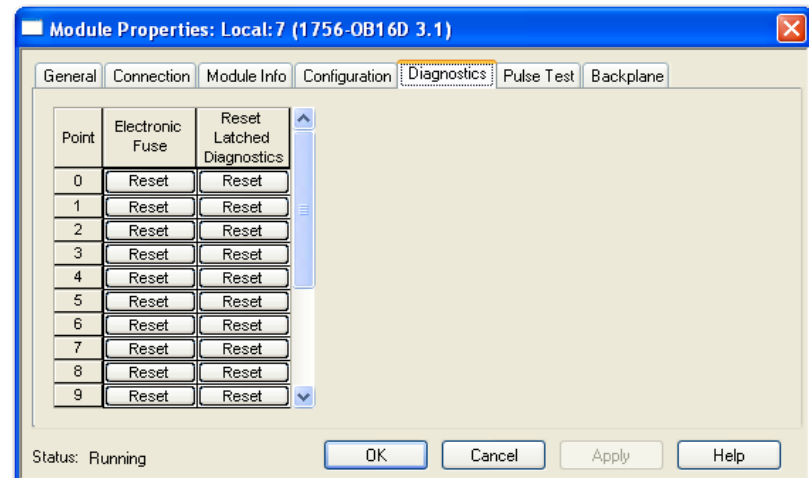 Module Properties: Local:7 (1756-OB16D 3.1)
General Connection Module Info Configuration Diagnostics Pulse Test Backplane
Point Electronic Fuse Reset Latched Diagnostics
0 Reset Reset
1 Reset Reset
2 Reset Reset
3 Reset Reset
4 Reset Reset
5 Reset Reset
6 Reset Reset
7 Reset Reset
8 Reset Reset
9 Reset Reset
Status: Running OK Cancel Apply Help